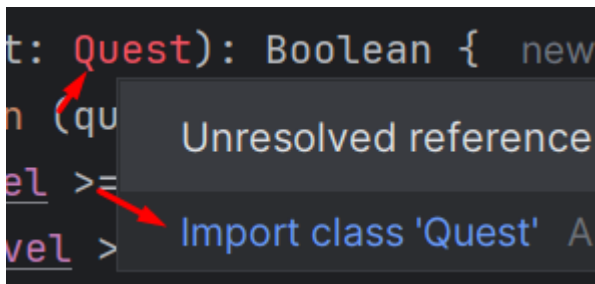 t: Quest): Boolean { new
n (qu
Unresolved reference
el >=
Import class 'Quest' A
vel >